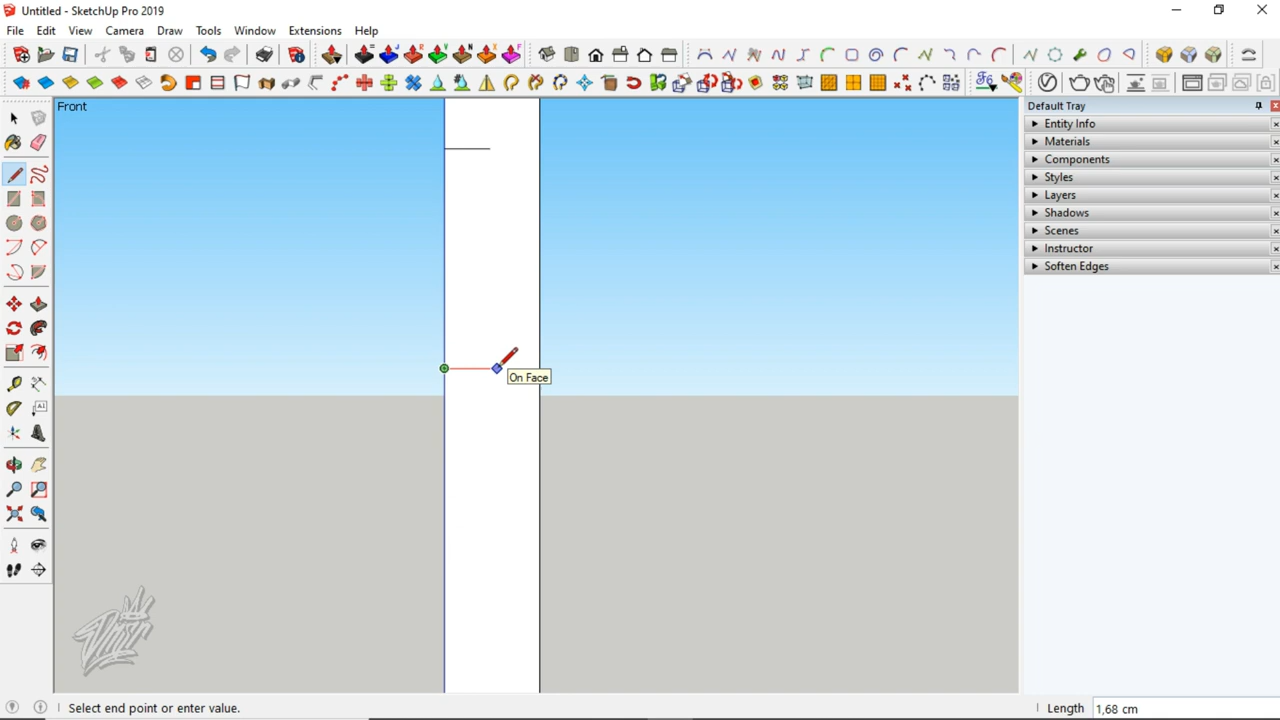 Untitled - SketchUp Pro 2019
File Edit View Camera Draw Tools Window Extensions Help
Front
Default Tray
Entity Info
Materials
Components
Styles
Layers
Shadows
Scenes
Instructor
Soften Edges
On Face
Select end point or enter value.
Length 1,68 cm